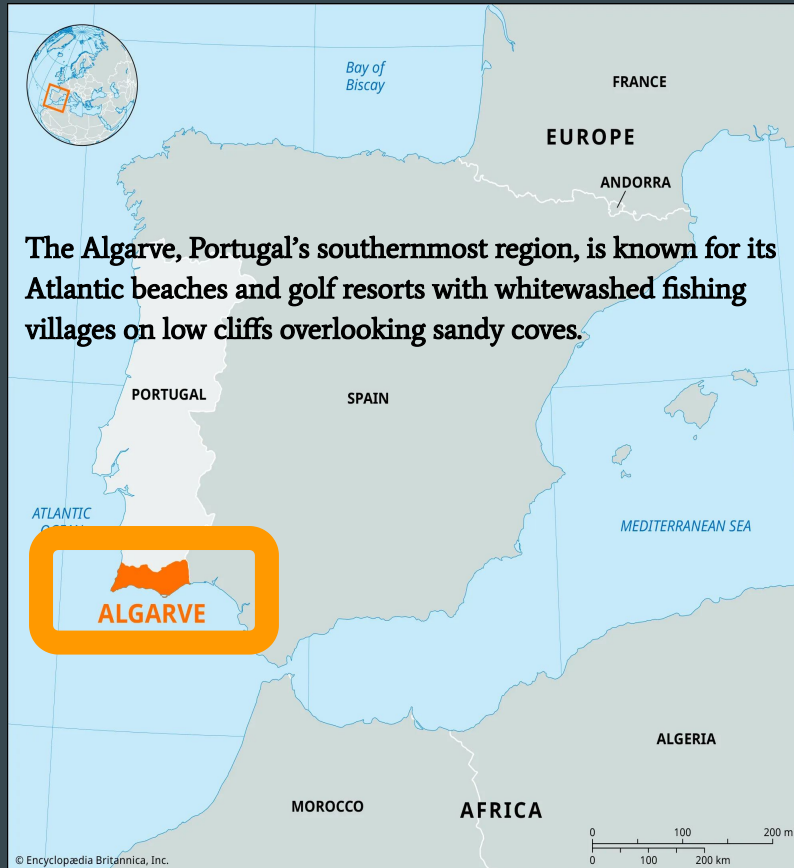 Bay of
Biscay
FRANCE
EUROPE
ANDORRA
The Algarve, Portugal’s southernmost region, is known for its
Atlantic beaches and golf resorts with whitewashed fishing
villages on low cliffs overlooking sandy coves.
PORTUGAL
SPAIN
ATLANTIC
MEDITERRANEAN SEA
ALGARVE
ALGERIA
MOROCCO
AFRICA
0 100 200 m
0 100 200 km
© Encyclopædia Britannica, Inc.